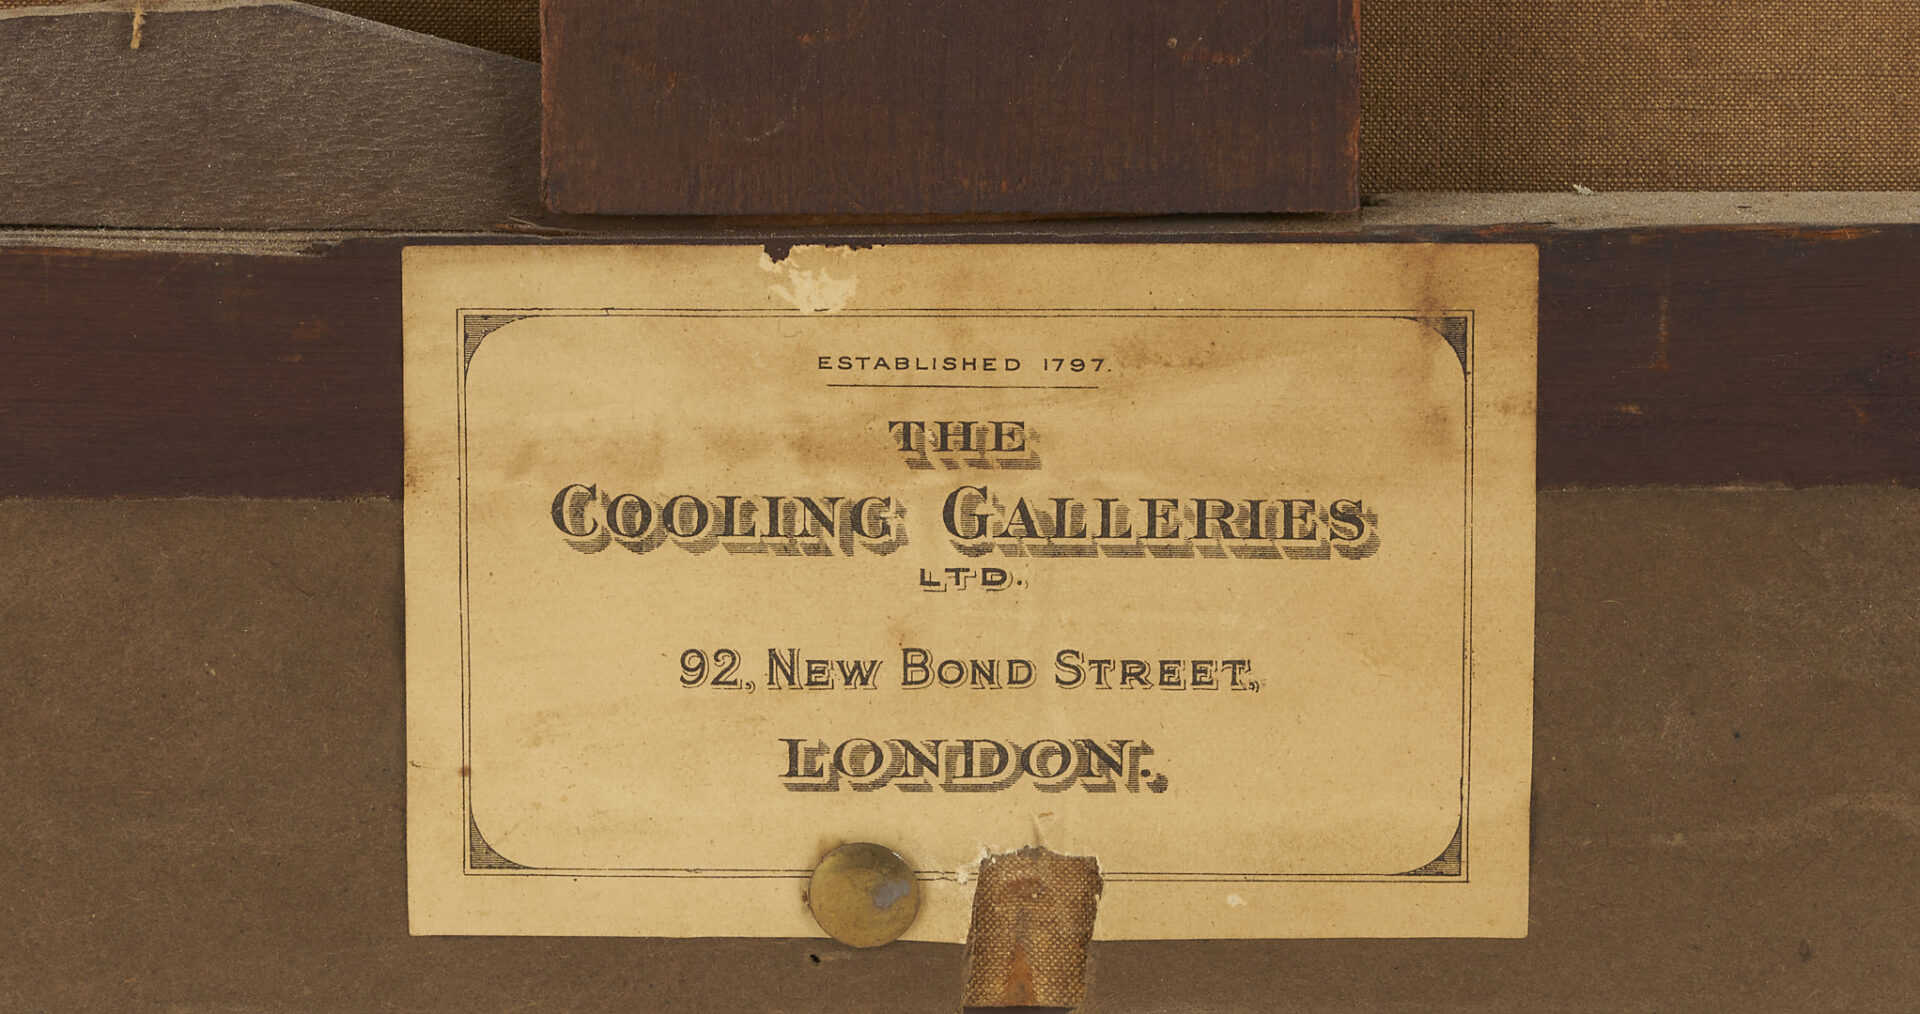 ESTABLISHED 1797.
THE
COOLING GALLERIES
LTD.
92, NEW BOND STREET,
LONDON.